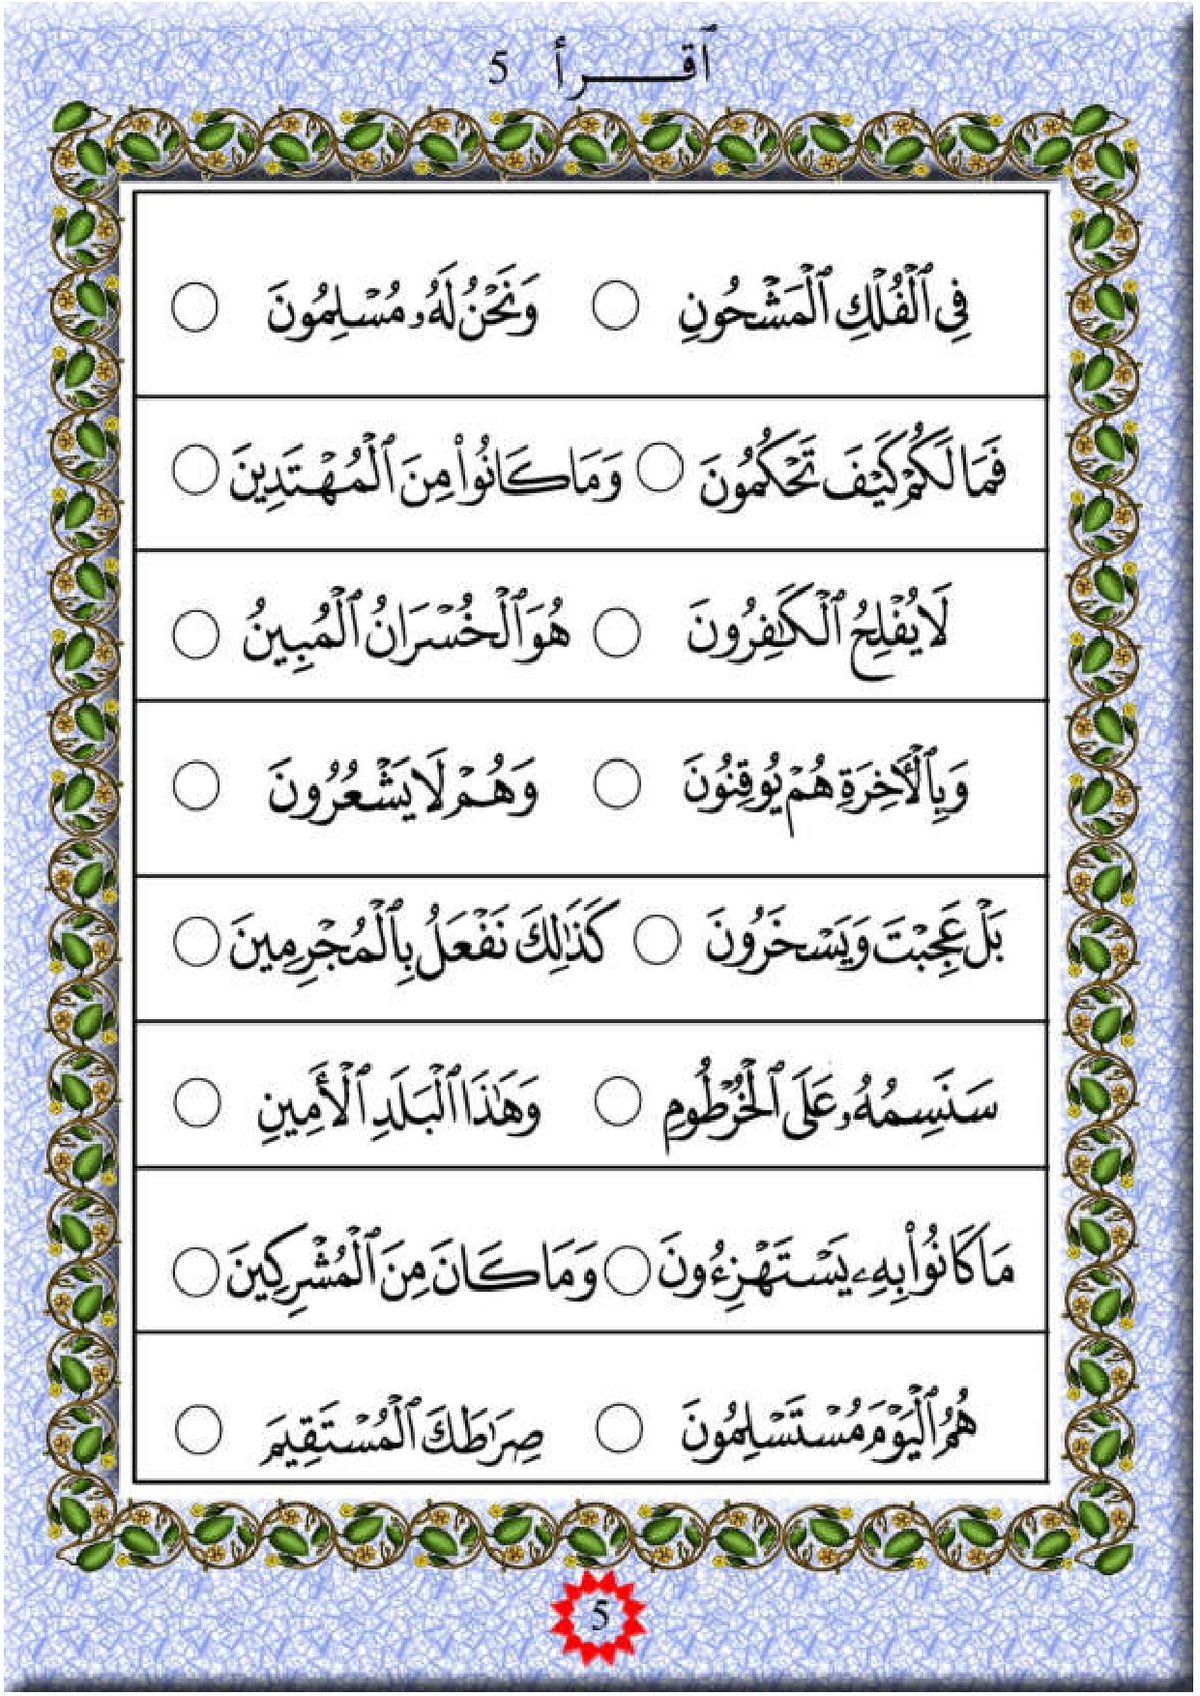 ٱقـــرأ 5
فِى ٱلْفُلْكِ ٱلْمَشْحُونِ ○ وَنَحْنُ لَهُۥ مُسْلِمُونَ ○
فَمَا لَكُمْ كَيْفَ تَحْكُمُونَ ○ وَمَا كَانُوا۟ مِنَ ٱلْمُهْتَدِينَ ○
لَا يُفْلِحُ ٱلْكَٰفِرُونَ ○ هُوَ ٱلْخُسْرَانُ ٱلْمُبِينُ ○
وَبِٱلْأَخِرَةِ هُمْ يُوقِنُونَ ○ وَهُمْ لَا يَشْعُرُونَ ○
بَلْ عَجِبْتَ وَيَسْخَرُونَ ○ كَذَٰلِكَ نَفْعَلُ بِٱلْمُجْرِمِينَ ○
سَنَسِمُهُۥ عَلَى ٱلْخُرْطُومِ ○ وَهَٰذَا ٱلْبَلَدِ ٱلْأَمِينِ ○
مَا كَانُوا۟ بِهِۦ يَسْتَهْزِءُونَ ○ وَمَا كَانَ مِنَ ٱلْمُشْرِكِينَ ○
هُمُ ٱلْيَوْمَ مُسْتَسْلِمُونَ ○ صِرَٰطَكَ ٱلْمُسْتَقِيمَ ○
5